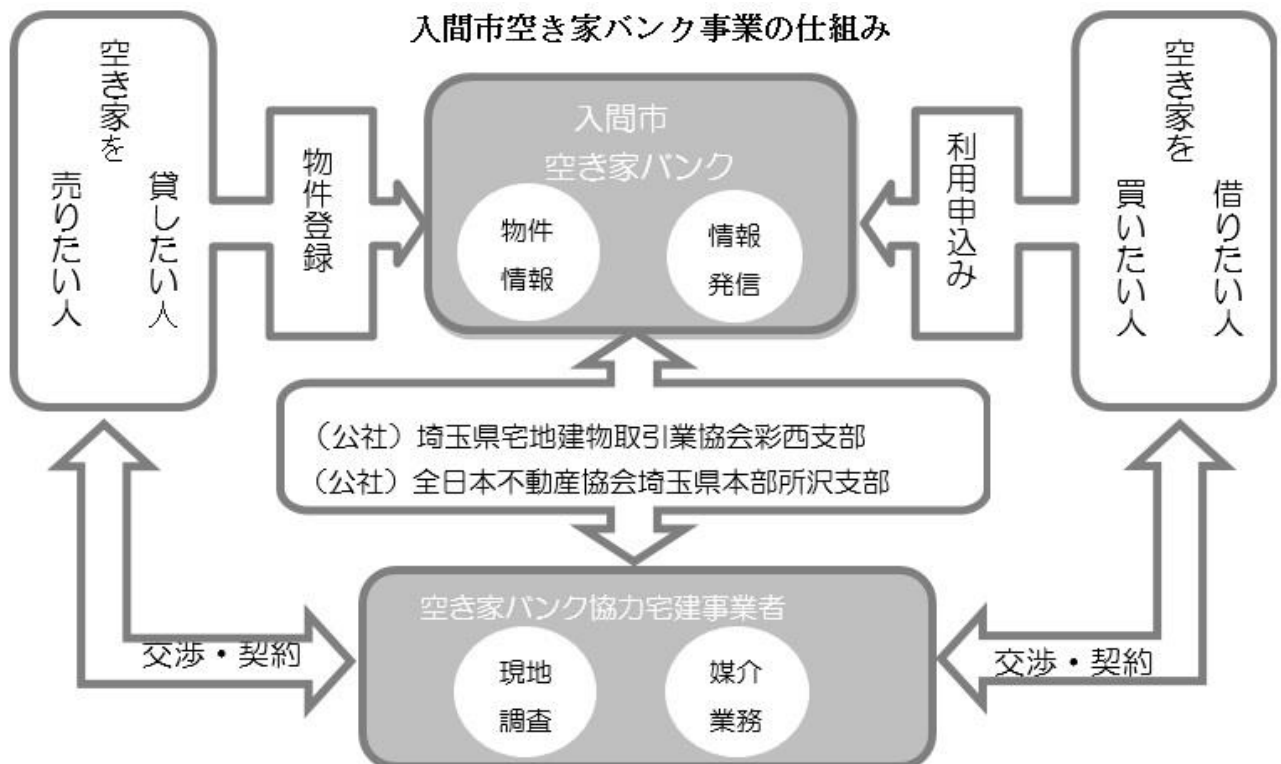 入間市空き家バンク事業の仕組み
空き家を
貸したい人
売りたい人
物件登録
入間市
空き家バンク
物件
情報
情報
発信
利用申込み
空き家を
借りたい人
買いたい人
（公社）埼玉県宅地建物取引業協会彩西支部
（公社）全日本不動産協会埼玉県本部所沢支部
空き家バンク協力宅建事業者
現地
調査
媒介
業務
交渉・契約
交渉・契約